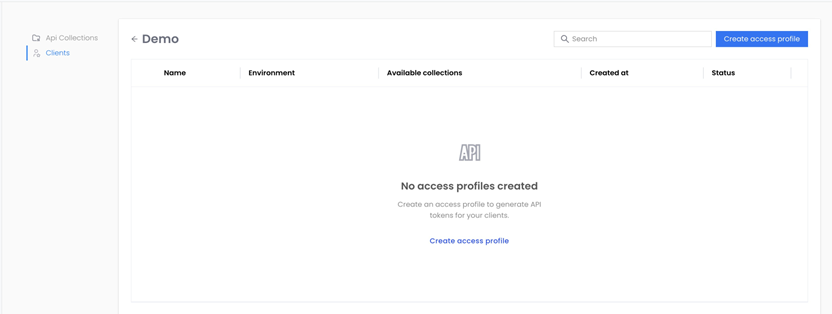 Api Collections
Clients
Demo
Search
Create access profile
Name Environment Available collections Created at Status
API
No access profiles created
Create an access profile to generate API
tokens for your clients.
Create access profile